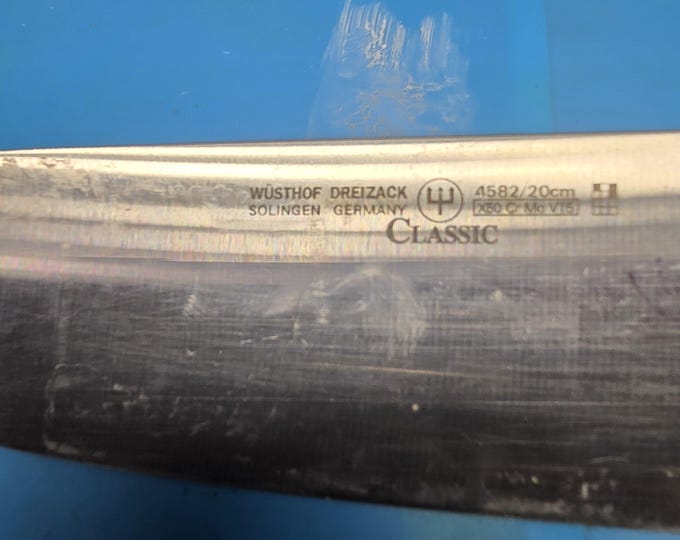 WÜSTHOF DREIZACK 4582/20cm
SOLINGEN GERMANY X50 Cr Mo V15
CLASSIC